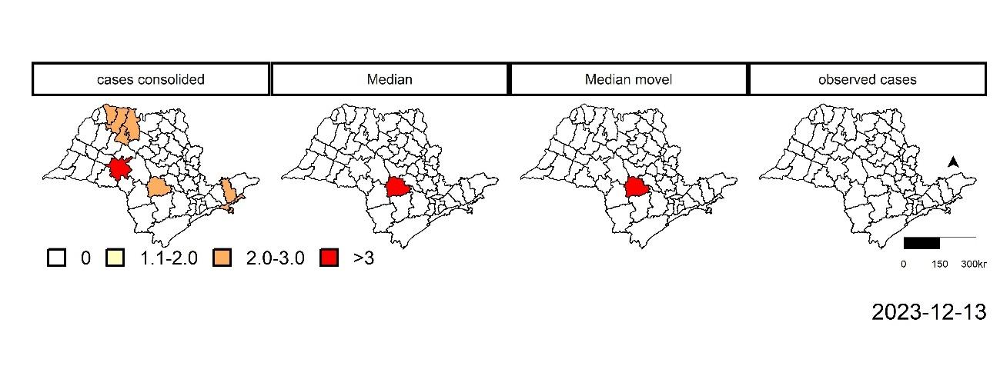 cases consolided
Median
Median movel
observed cases
0 1.1-2.0 2.0-3.0 >3
0 150 300kr
2023-12-13